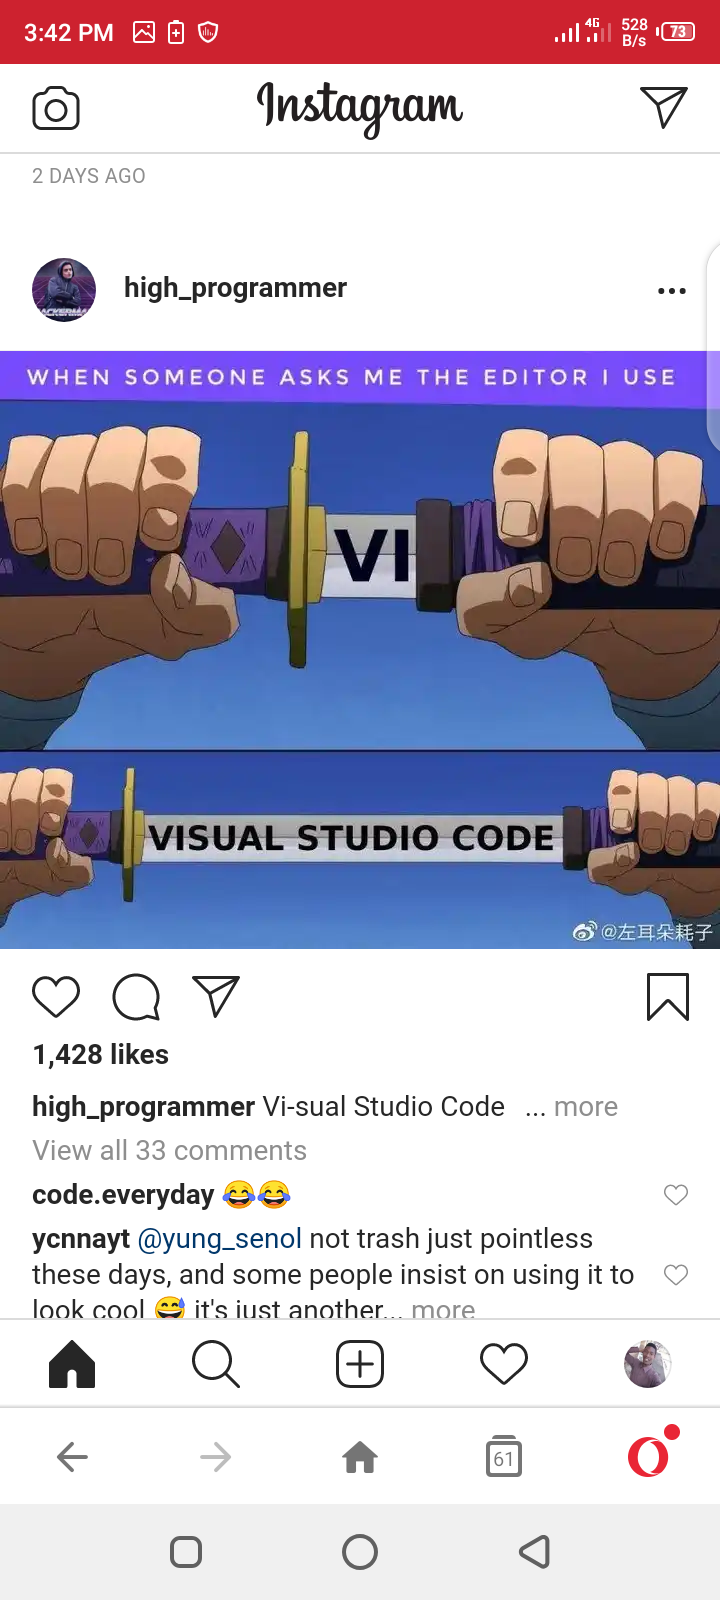 3:42 PM
4G
528
B/s
73
Instagram
2 DAYS AGO
high_programmer
WHEN SOMEONE ASKS ME THE EDITOR I USE
VI
VISUAL STUDIO CODE
@左耳朵耗子
1,428 likes
high_programmer Vi-sual Studio Code ... more
View all 33 comments
code.everyday 😂😂
ycnnayt @yung_senol not trash just pointless
these days, and some people insist on using it to
look cool 😅 it's just another... more
61